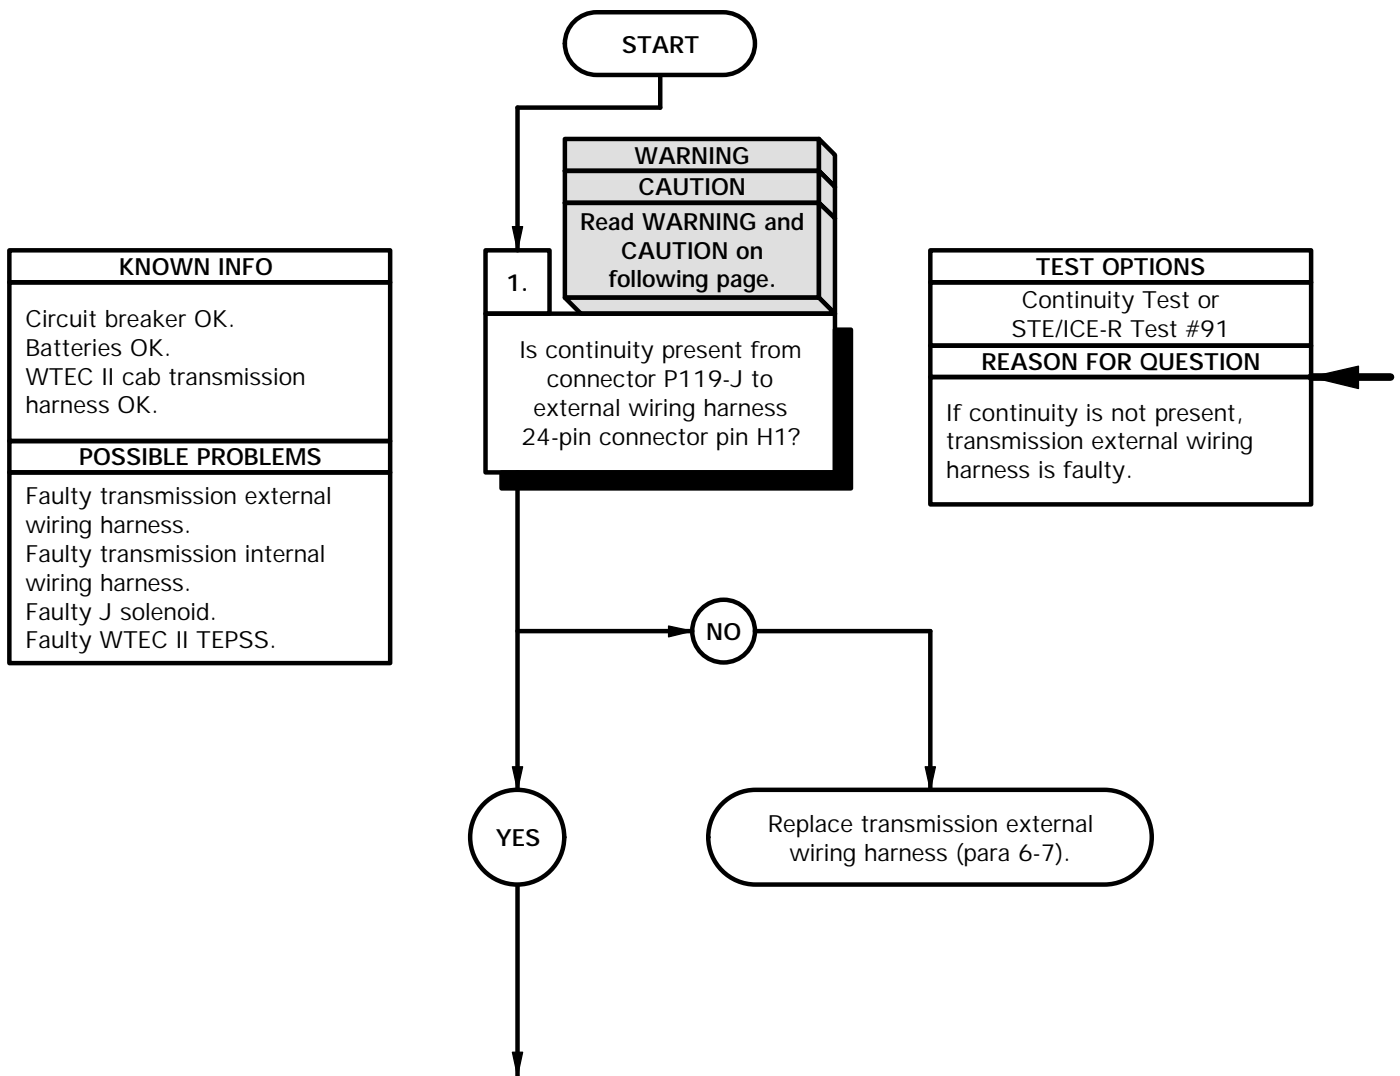 START
WARNING
CAUTION
Read WARNING and
CAUTION on
following page.
KNOWN INFO
Circuit breaker OK.
Batteries OK.
WTEC II cab transmission
harness OK.
POSSIBLE PROBLEMS
Faulty transmission external
wiring harness.
Faulty transmission internal
wiring harness.
Faulty J solenoid.
Faulty WTEC II TEPSS.
1.
Is continuity present from
connector P119-J to
external wiring harness
24-pin connector pin H1?
TEST OPTIONS
Continuity Test or
STE/ICE-R Test #91
REASON FOR QUESTION
If continuity is not present,
transmission external wiring
harness is faulty.
NO
YES
Replace transmission external
wiring harness (para 6-7).